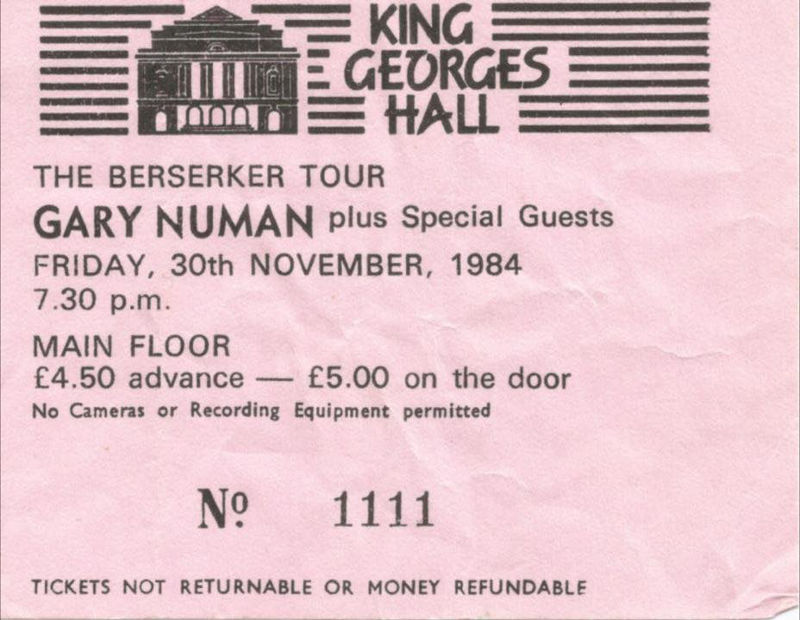 KING
GEORGES
HALL
THE BERSERKER TOUR
GARY NUMAN plus Special Guests
FRIDAY, 30th NOVEMBER, 1984
7.30 p.m.
MAIN FLOOR
£4.50 advance — £5.00 on the door
No Cameras or Recording Equipment permitted
Nº 1111
TICKETS NOT RETURNABLE OR MONEY REFUNDABLE